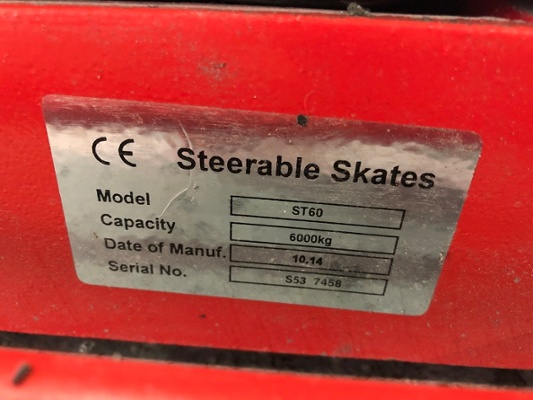 CE Steerable Skates
Model ST60
Capacity 6000kg
Date of Manuf. 10.14
Serial No. S53 7458